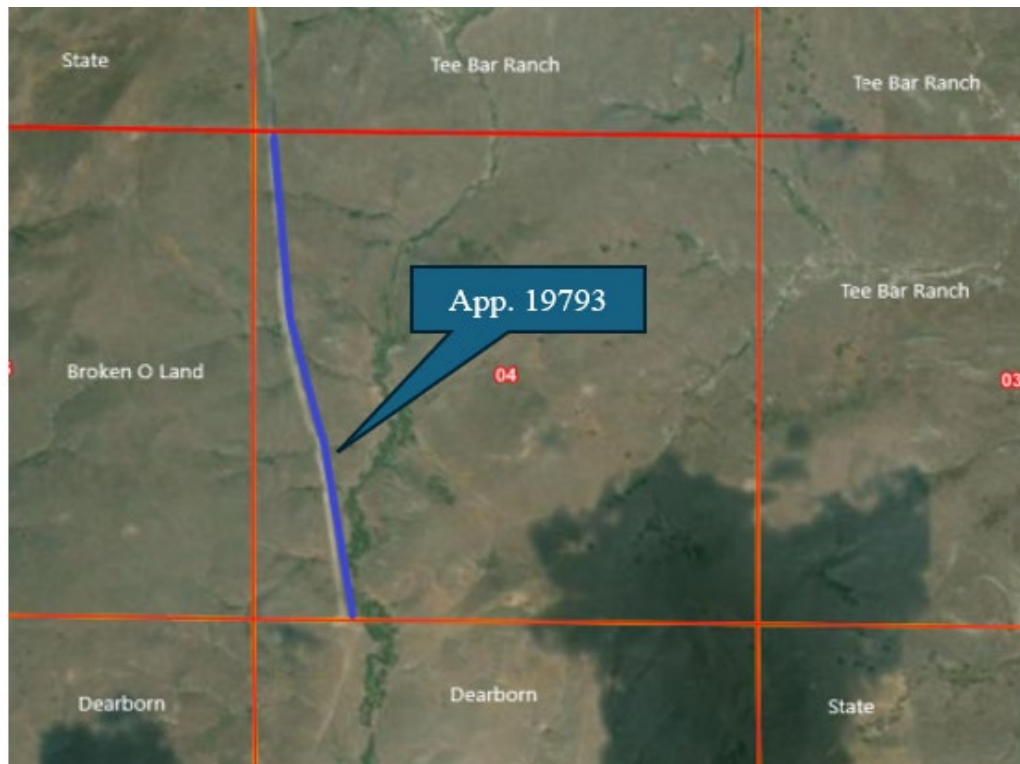 State
Tee Bar Ranch
Tee Bar Ranch
App. 19793
Tee Bar Ranch
Broken O Land
04
03
Dearborn
Dearborn
State